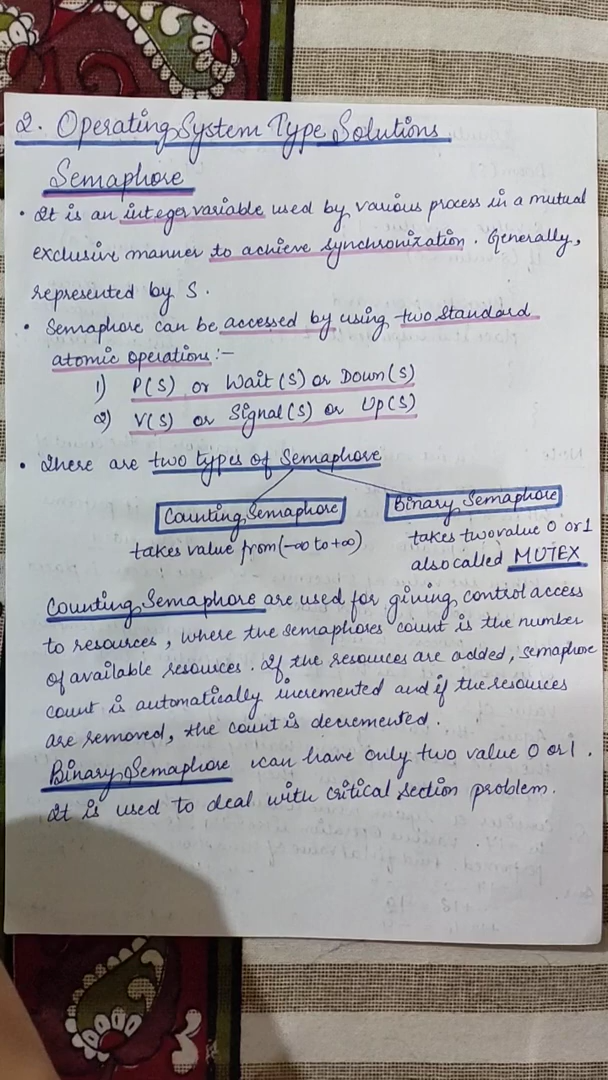 2. Operating System Type Solutions
Semaphore
• It is an integer variable used by various process in a mutual
exclusive manner to achieve synchronization. Generally,
represented by S.
• Semaphore can be accessed by using two standard
atomic operations :-
1) P(S) or Wait (S) or Down (S)
2) V(S) or Signal (S) or Up (S)
• There are two types of Semaphore
Counting Semaphore
takes value from (-∞ to +∞)
Binary Semaphore
takes two value 0 or 1
also called MUTEX
Counting Semaphore are used for giving control access
to resources, where the semaphores count is the number
of available resources. If the resources are added, semaphore
count is automatically incremented and if the resources
are removed, the count is decremented.
Binary Semaphore can have only two value 0 or 1.
It is used to deal with critical section problem.